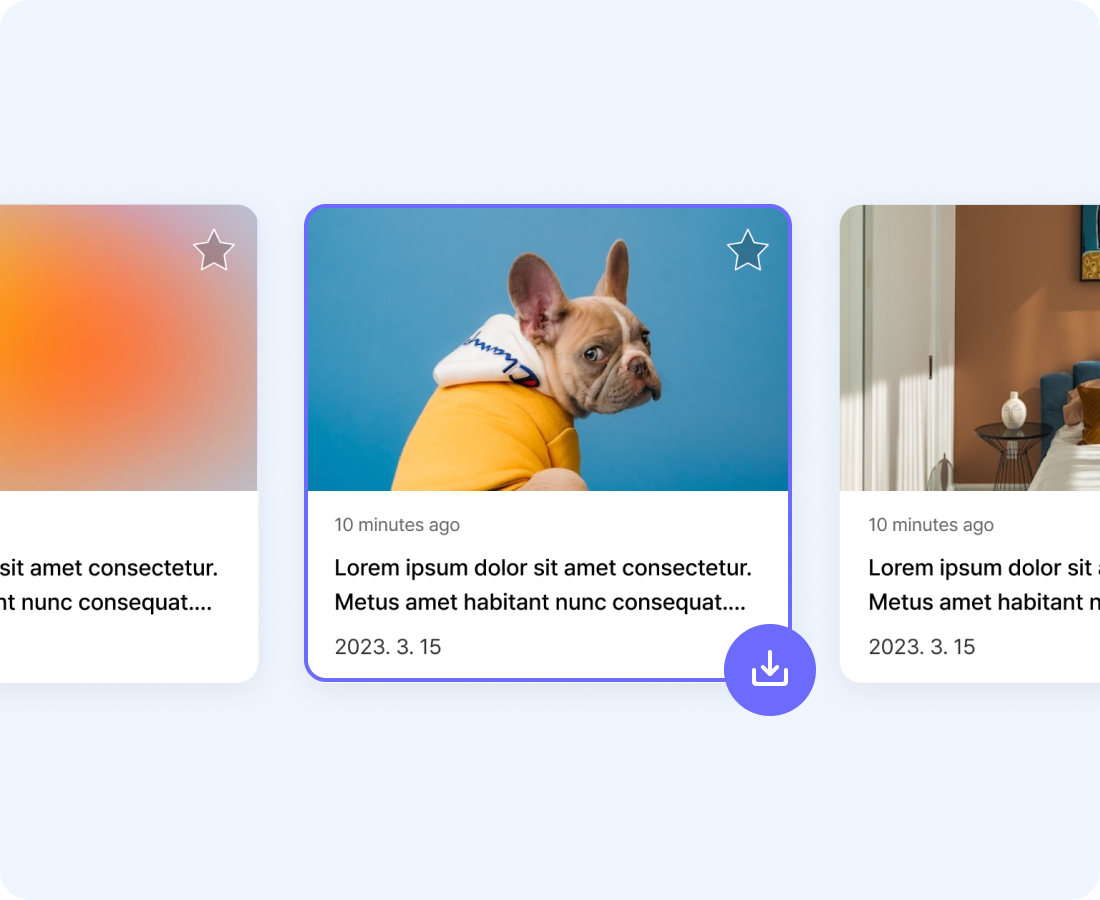 sit amet consectetur.
nt nunc consequat....
Champ
10 minutes ago
Lorem ipsum dolor sit amet consectetur.
Metus amet habitant nunc consequat....
2023. 3. 15
10 minutes ago
Lorem ipsum dolor sit
Metus amet habitant n
2023. 3. 15